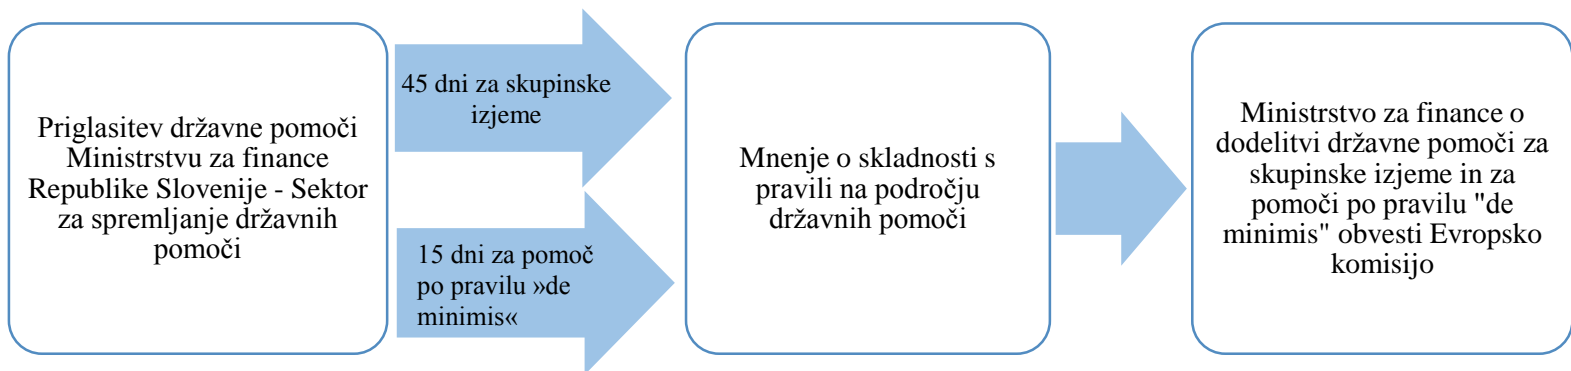 Priglasitev državne pomoči
Ministrstvu za finance
Republike Slovenije - Sektor
za spremljanje državnih
pomoči
45 dni za skupinske
izjeme
15 dni za pomoč
po pravilu »de
minimis«
Mnenje o skladnosti s
pravili na področju
državnih pomoči
Ministrstvo za finance o
dodelitvi državne pomoči za
skupinske izjeme in za
pomoči po pravilu "de
minimis" obvesti Evropsko
komisijo